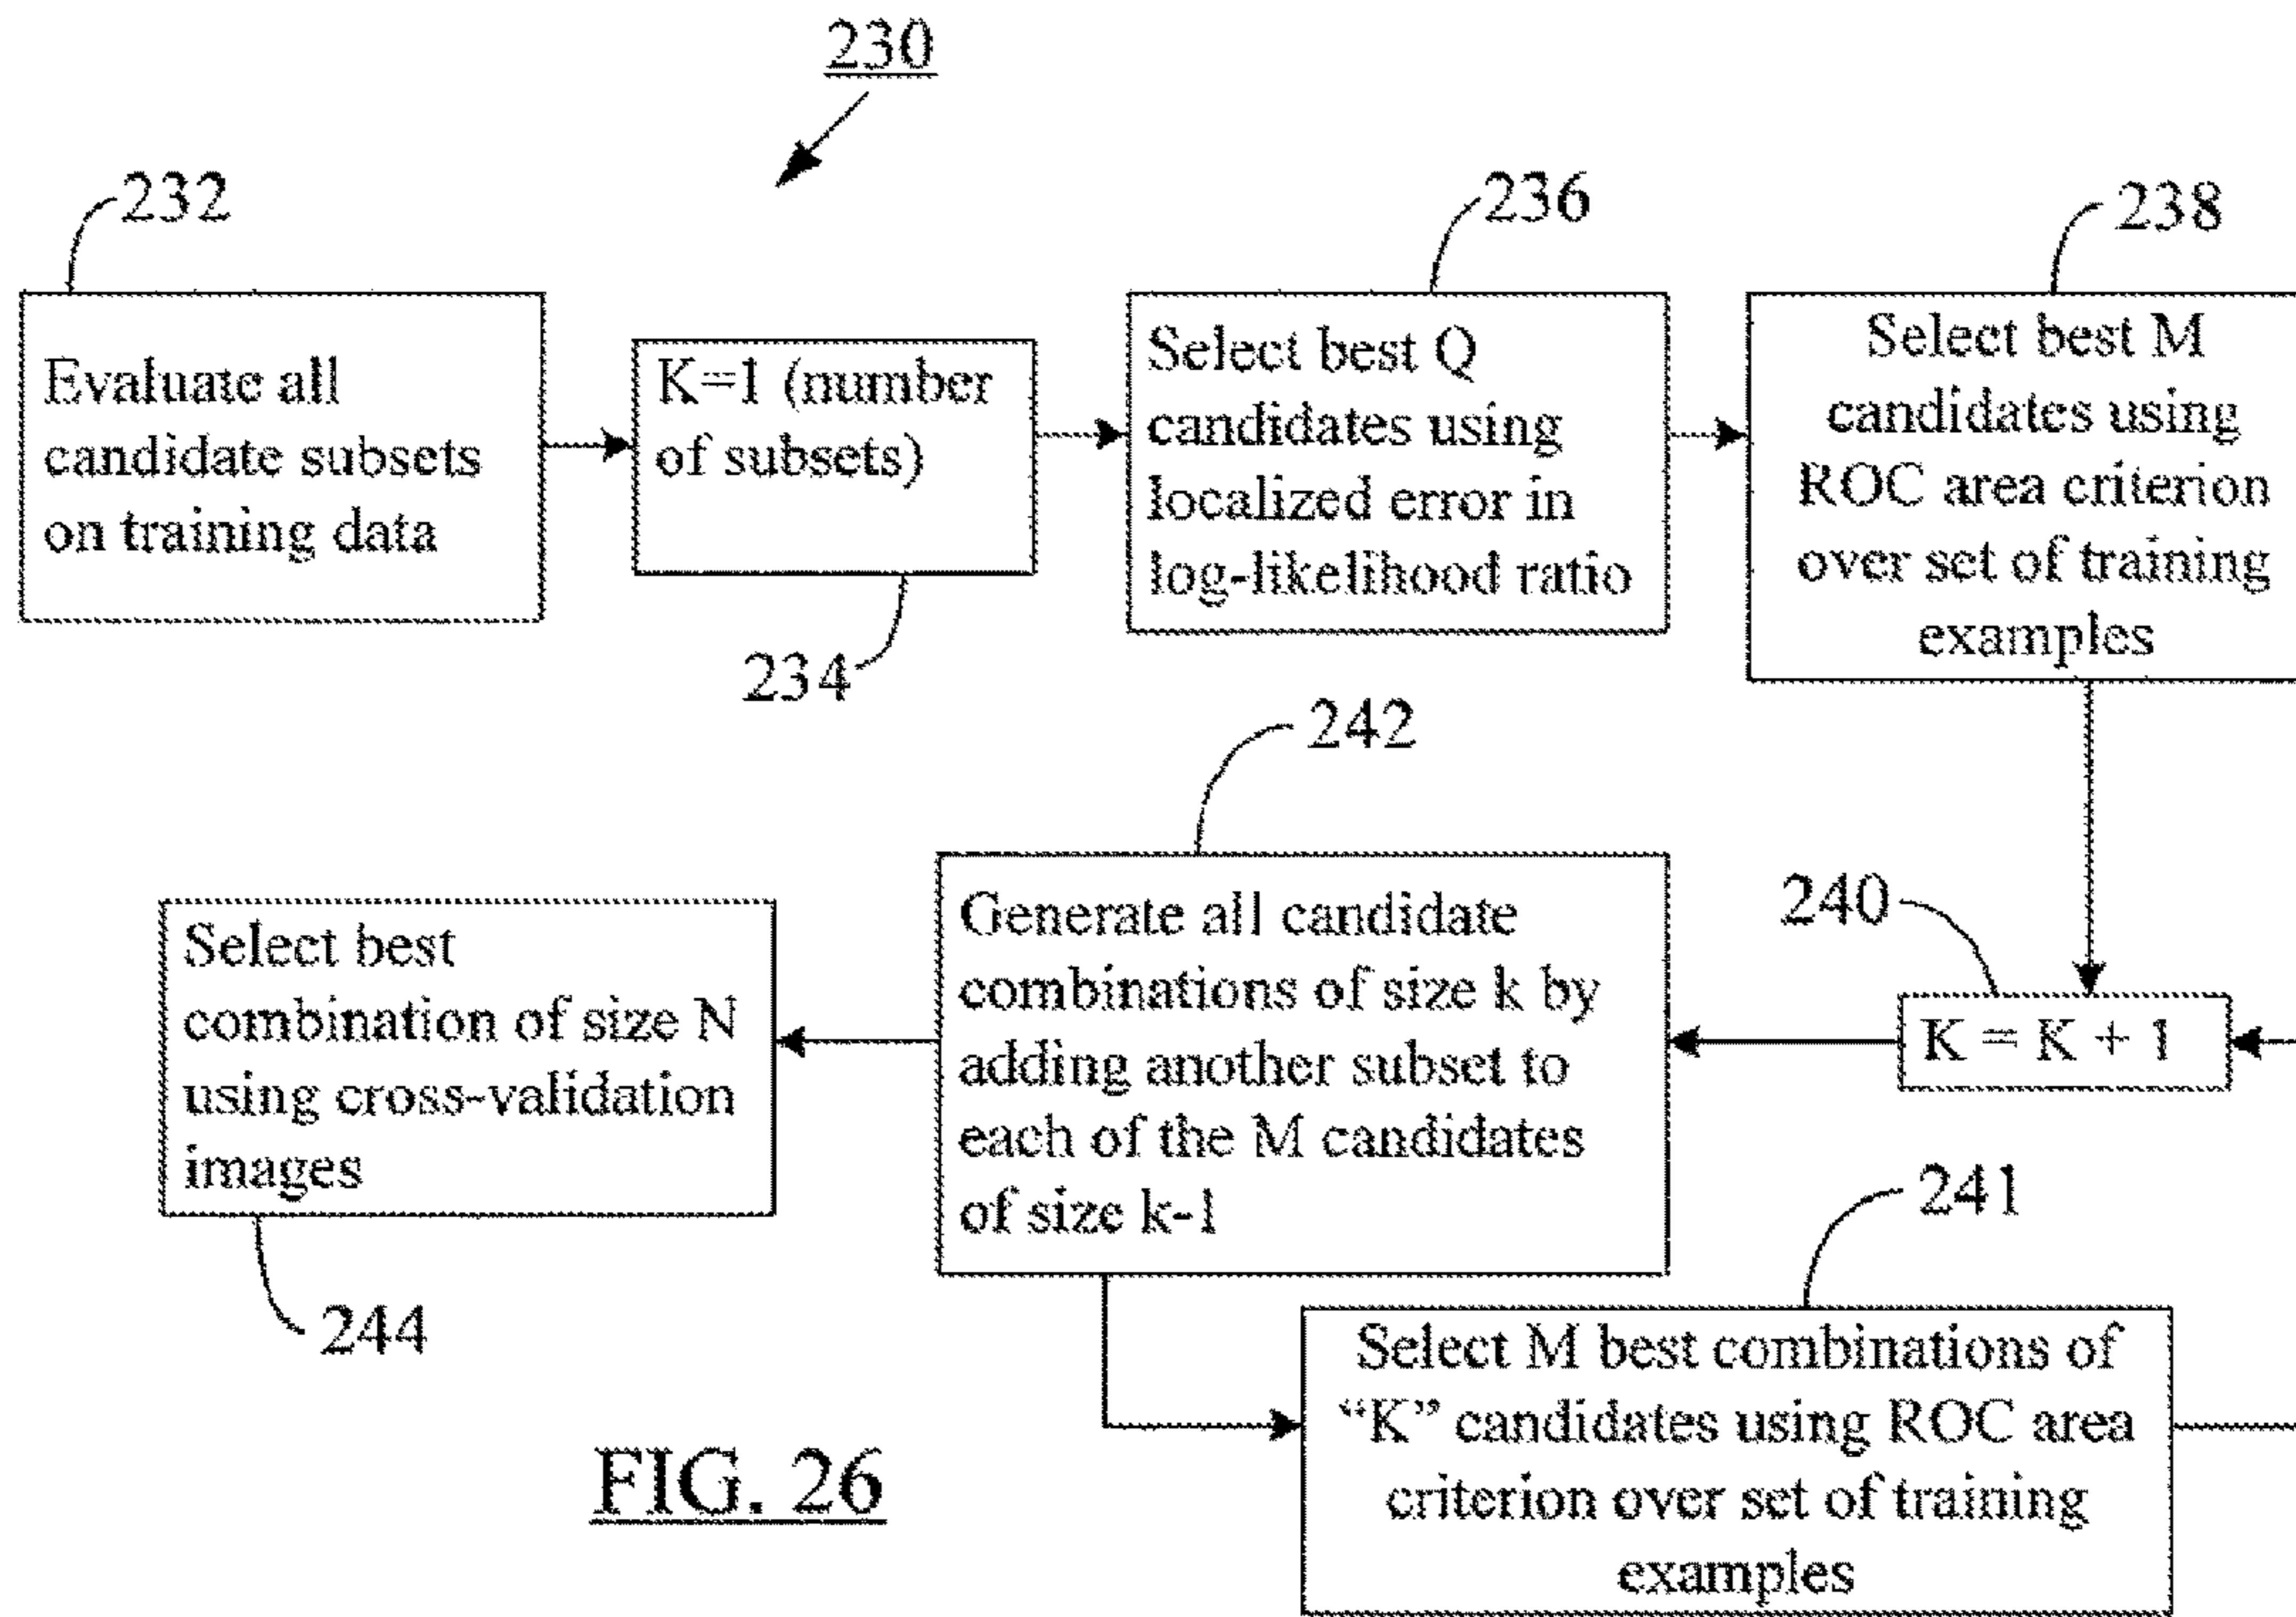 230
232
Evaluate all
candidate subsets
on training data
K=1 (number
of subsets)
234
236
Select best Q
candidates using
localized error in
log-likelihood ratio
238
Select best M
candidates using
ROC area criterion
over set of training
examples
240
K = K + 1
242
Generate all candidate
combinations of size k by
adding another subset to
each of the M candidates
of size k-1
241
Select M best combinations of
“K” candidates using ROC area
criterion over set of training
examples
Select best
combination of size N
using cross-validation
images
244
FIG. 26